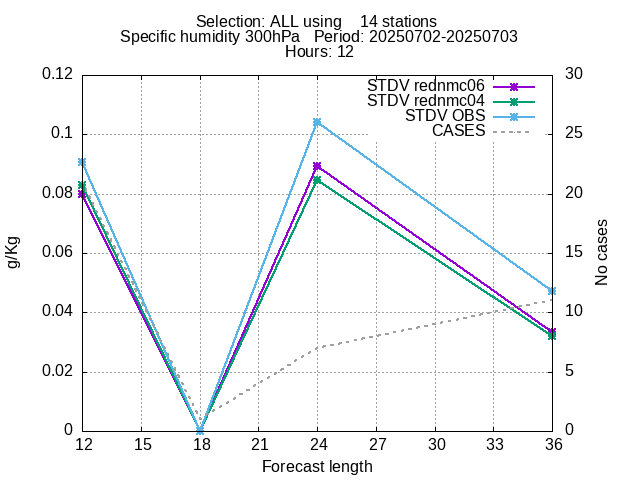 Selection: ALL using    14 stations
Specific humidity 300hPa   Period: 20250702-20250703
Hours: 12
0.12
0.1
0.08
0.06
0.04
0.02
0
30
25
20
15
10
5
0
STDV rednmc06
STDV rednmc04
STDV OBS
CASES
g/Kg
No cases
12 15 18 21 24 27 30 33 36
Forecast length